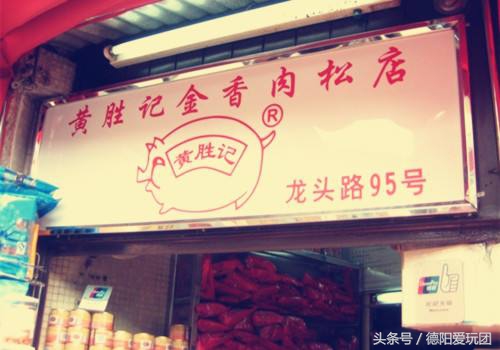 黄胜记金香肉松店
®
黄胜记
龙头路95号
Welcome
头条号 / 德阳爱玩团